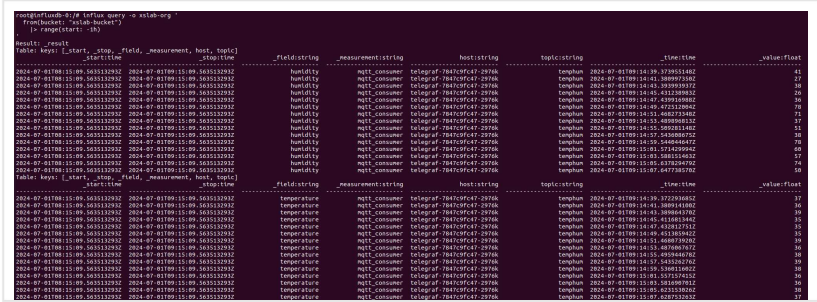 root@influxdb-0:/# influx query -o xslab-org '
from(bucket: "xslab-bucket")
|> range(start: -1h)
'
Result: _result
Table: keys: [_start, _stop, _field, _measurement, host, topic]
_start:time _stop:time _field:string _measurement:string host:string topic:string _time:time _value:float
2024-07-01T08:15:09.563513293Z 2024-07-01T09:15:09.563513293Z humidity mqtt_consumer telegraf-7847c9fc47-2976k temphum 2024-07-01T09:14:39.373955148Z 41
2024-07-01T08:15:09.563513293Z 2024-07-01T09:15:09.563513293Z humidity mqtt_consumer telegraf-7847c9fc47-2976k temphum 2024-07-01T09:14:41.380997350Z 27
2024-07-01T08:15:09.563513293Z 2024-07-01T09:15:09.563513293Z humidity mqtt_consumer telegraf-7847c9fc47-2976k temphum 2024-07-01T09:14:43.393993937Z 30
2024-07-01T08:15:09.563513293Z 2024-07-01T09:15:09.563513293Z humidity mqtt_consumer telegraf-7847c9fc47-2976k temphum 2024-07-01T09:14:45.431238983Z 26
2024-07-01T08:15:09.563513293Z 2024-07-01T09:15:09.563513293Z humidity mqtt_consumer telegraf-7847c9fc47-2976k temphum 2024-07-01T09:14:47.439916988Z 36
2024-07-01T08:15:09.563513293Z 2024-07-01T09:15:09.563513293Z humidity mqtt_consumer telegraf-7847c9fc47-2976k temphum 2024-07-01T09:14:49.472512004Z 78
2024-07-01T08:15:09.563513293Z 2024-07-01T09:15:09.563513293Z humidity mqtt_consumer telegraf-7847c9fc47-2976k temphum 2024-07-01T09:14:51.468273348Z 71
2024-07-01T08:15:09.563513293Z 2024-07-01T09:15:09.563513293Z humidity mqtt_consumer telegraf-7847c9fc47-2976k temphum 2024-07-01T09:14:53.489896813Z 37
2024-07-01T08:15:09.563513293Z 2024-07-01T09:15:09.563513293Z humidity mqtt_consumer telegraf-7847c9fc47-2976k temphum 2024-07-01T09:14:55.509281148Z 51
2024-07-01T08:15:09.563513293Z 2024-07-01T09:15:09.563513293Z humidity mqtt_consumer telegraf-7847c9fc47-2976k temphum 2024-07-01T09:14:57.543608675Z 38
2024-07-01T08:15:09.563513293Z 2024-07-01T09:15:09.563513293Z humidity mqtt_consumer telegraf-7847c9fc47-2976k temphum 2024-07-01T09:14:59.544064647Z 78
2024-07-01T08:15:09.563513293Z 2024-07-01T09:15:09.563513293Z humidity mqtt_consumer telegraf-7847c9fc47-2976k temphum 2024-07-01T09:15:01.571429994Z 60
2024-07-01T08:15:09.563513293Z 2024-07-01T09:15:09.563513293Z humidity mqtt_consumer telegraf-7847c9fc47-2976k temphum 2024-07-01T09:15:03.588151463Z 57
2024-07-01T08:15:09.563513293Z 2024-07-01T09:15:09.563513293Z humidity mqtt_consumer telegraf-7847c9fc47-2976k temphum 2024-07-01T09:15:05.637829479Z 74
2024-07-01T08:15:09.563513293Z 2024-07-01T09:15:09.563513293Z humidity mqtt_consumer telegraf-7847c9fc47-2976k temphum 2024-07-01T09:15:07.647738570Z 50
Table: keys: [_start, _stop, _field, _measurement, host, topic]
_start:time _stop:time _field:string _measurement:string host:string topic:string _time:time _value:float
2024-07-01T08:15:09.563513293Z 2024-07-01T09:15:09.563513293Z temperature mqtt_consumer telegraf-7847c9fc47-2976k temphum 2024-07-01T09:14:39.372293685Z 37
2024-07-01T08:15:09.563513293Z 2024-07-01T09:15:09.563513293Z temperature mqtt_consumer telegraf-7847c9fc47-2976k temphum 2024-07-01T09:14:41.380914100Z 36
2024-07-01T08:15:09.563513293Z 2024-07-01T09:15:09.563513293Z temperature mqtt_consumer telegraf-7847c9fc47-2976k temphum 2024-07-01T09:14:43.389864370Z 39
2024-07-01T08:15:09.563513293Z 2024-07-01T09:15:09.563513293Z temperature mqtt_consumer telegraf-7847c9fc47-2976k temphum 2024-07-01T09:14:45.411681344Z 35
2024-07-01T08:15:09.563513293Z 2024-07-01T09:15:09.563513293Z temperature mqtt_consumer telegraf-7847c9fc47-2976k temphum 2024-07-01T09:14:47.432812751Z 35
2024-07-01T08:15:09.563513293Z 2024-07-01T09:15:09.563513293Z temperature mqtt_consumer telegraf-7847c9fc47-2976k temphum 2024-07-01T09:14:49.451385942Z 35
2024-07-01T08:15:09.563513293Z 2024-07-01T09:15:09.563513293Z temperature mqtt_consumer telegraf-7847c9fc47-2976k temphum 2024-07-01T09:14:51.468073920Z 39
2024-07-01T08:15:09.563513293Z 2024-07-01T09:15:09.563513293Z temperature mqtt_consumer telegraf-7847c9fc47-2976k temphum 2024-07-01T09:14:53.487606767Z 36
2024-07-01T08:15:09.563513293Z 2024-07-01T09:15:09.563513293Z temperature mqtt_consumer telegraf-7847c9fc47-2976k temphum 2024-07-01T09:14:55.495944678Z 38
2024-07-01T08:15:09.563513293Z 2024-07-01T09:15:09.563513293Z temperature mqtt_consumer telegraf-7847c9fc47-2976k temphum 2024-07-01T09:14:57.543526276Z 39
2024-07-01T08:15:09.563513293Z 2024-07-01T09:15:09.563513293Z temperature mqtt_consumer telegraf-7847c9fc47-2976k temphum 2024-07-01T09:14:59.536011602Z 38
2024-07-01T08:15:09.563513293Z 2024-07-01T09:15:09.563513293Z temperature mqtt_consumer telegraf-7847c9fc47-2976k temphum 2024-07-01T09:15:01.557157415Z 36
2024-07-01T08:15:09.563513293Z 2024-07-01T09:15:09.563513293Z temperature mqtt_consumer telegraf-7847c9fc47-2976k temphum 2024-07-01T09:15:03.581690701Z 36
2024-07-01T08:15:09.563513293Z 2024-07-01T09:15:09.563513293Z temperature mqtt_consumer telegraf-7847c9fc47-2976k temphum 2024-07-01T09:15:05.623153026Z 38
2024-07-01T08:15:09.563513293Z 2024-07-01T09:15:09.563513293Z temperature mqtt_consumer telegraf-7847c9fc47-2976k temphum 2024-07-01T09:15:07.628753263Z 37